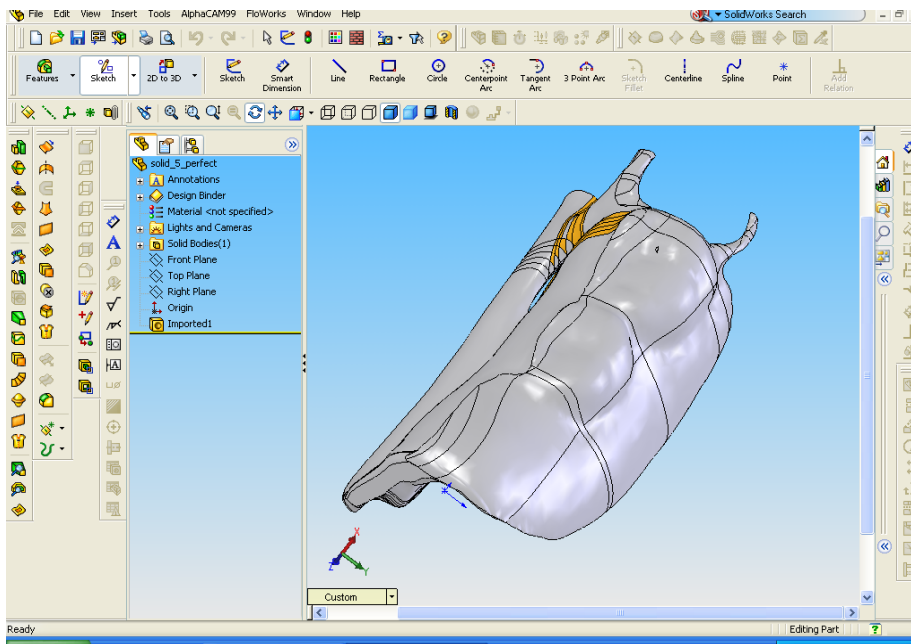 File Edit View Insert Tools AlphaCAM99 FloWorks Window Help
SolidWorks Search
Features
Sketch
2D to 3D
Sketch
Smart Dimension
Line
Rectangle
Circle
Centerpoint Arc
Tangent Arc
3 Point Arc
Sketch Fillet
Centerline
Spline
Point
Add Relation
solid_5_perfect
Annotations
Design Binder
Material <not specified>
Lights and Cameras
Solid Bodies(1)
Front Plane
Top Plane
Right Plane
Origin
Imported1
X
Z
Y
Custom
Ready
Editing Part